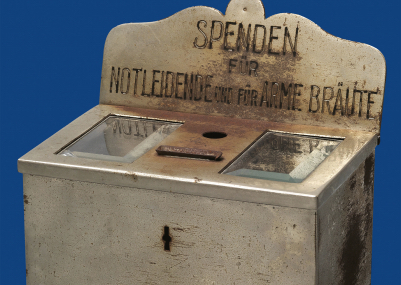 SPENDEN
FÜR
NOTLEIDENDE UND FÜR ARME BRÄUTE